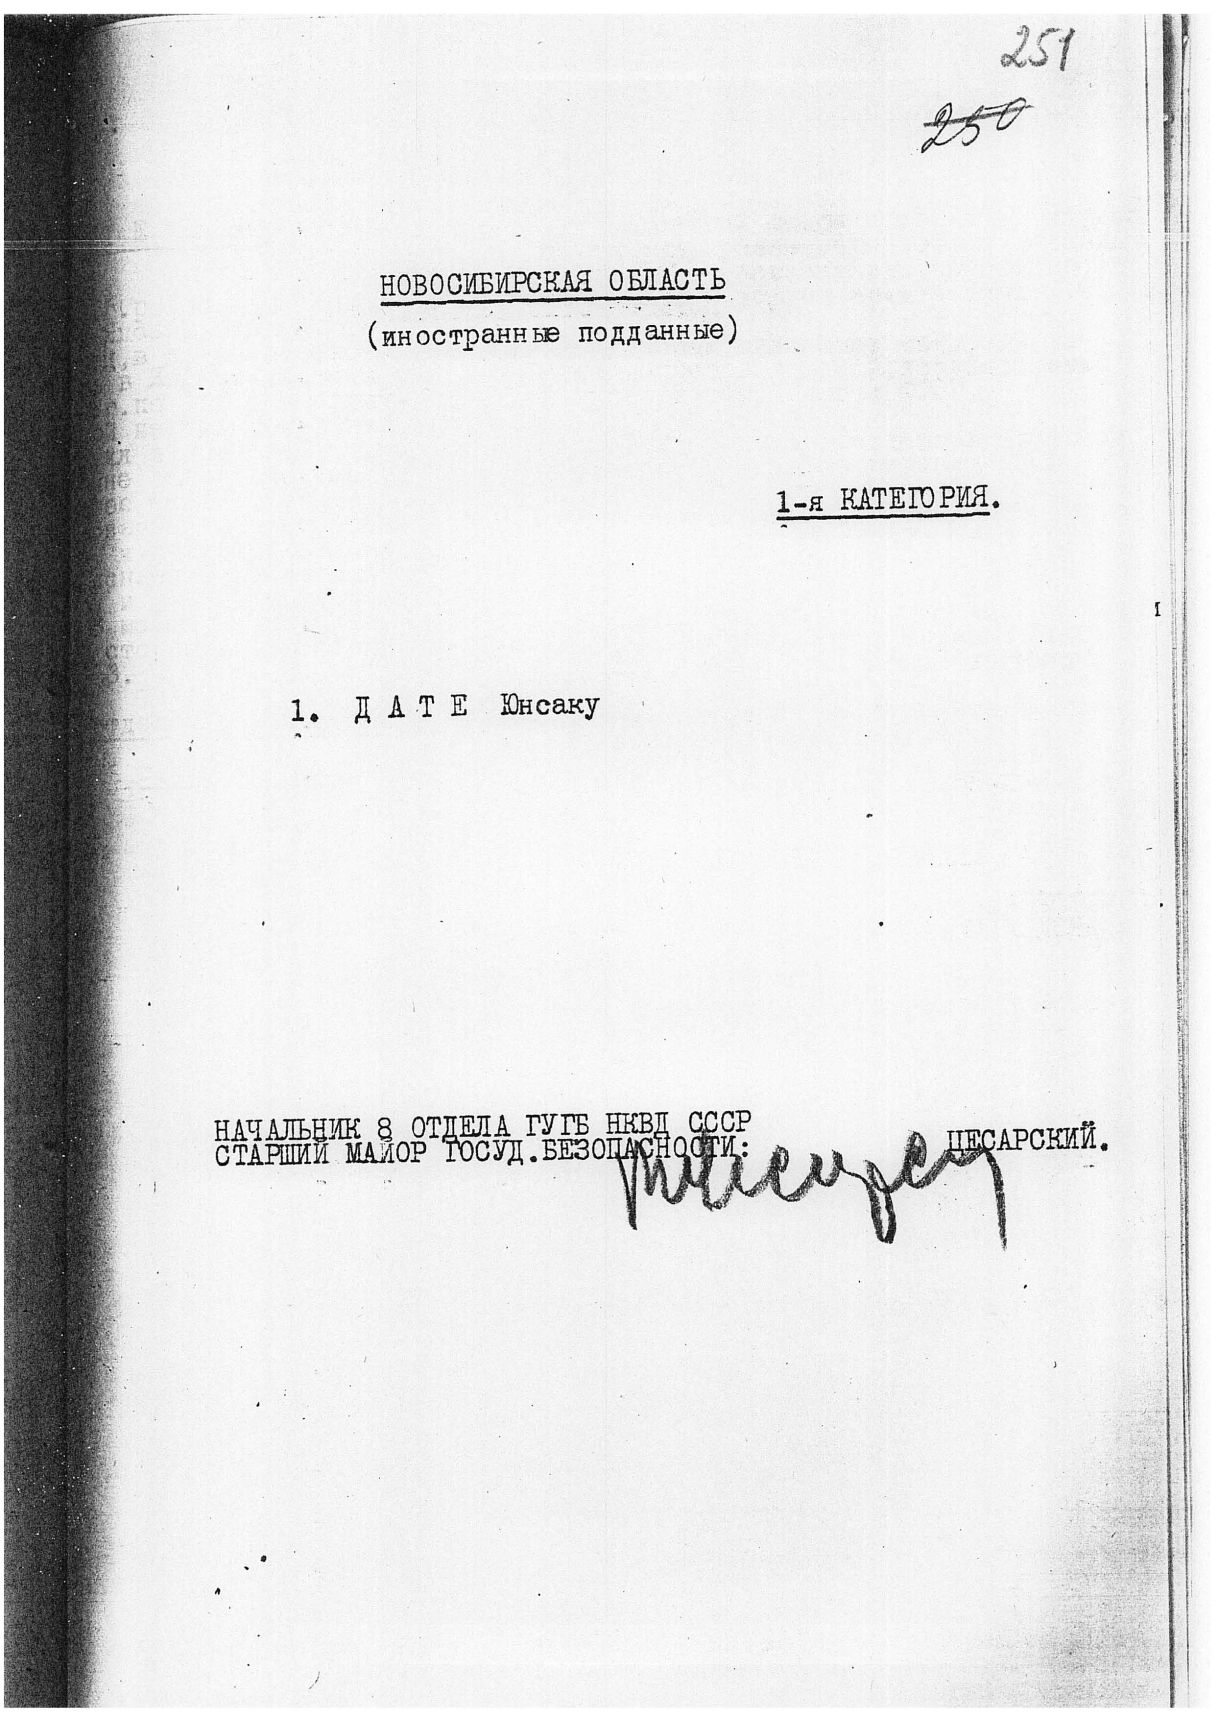 251
250
НОВОСИБИРСКАЯ ОБЛАСТЬ
(иностранные подданные)
1-я КАТЕГОРИЯ.
1. Д А Т Е Юнсаку
НАЧАЛЬНИК 8 ОТДЕЛА ГУГБ НКВД СССР
СТАРШИЙ МАЙОР ГОСУД.БЕЗОПАСНОСТИ: ЦЕСАРСКИЙ.